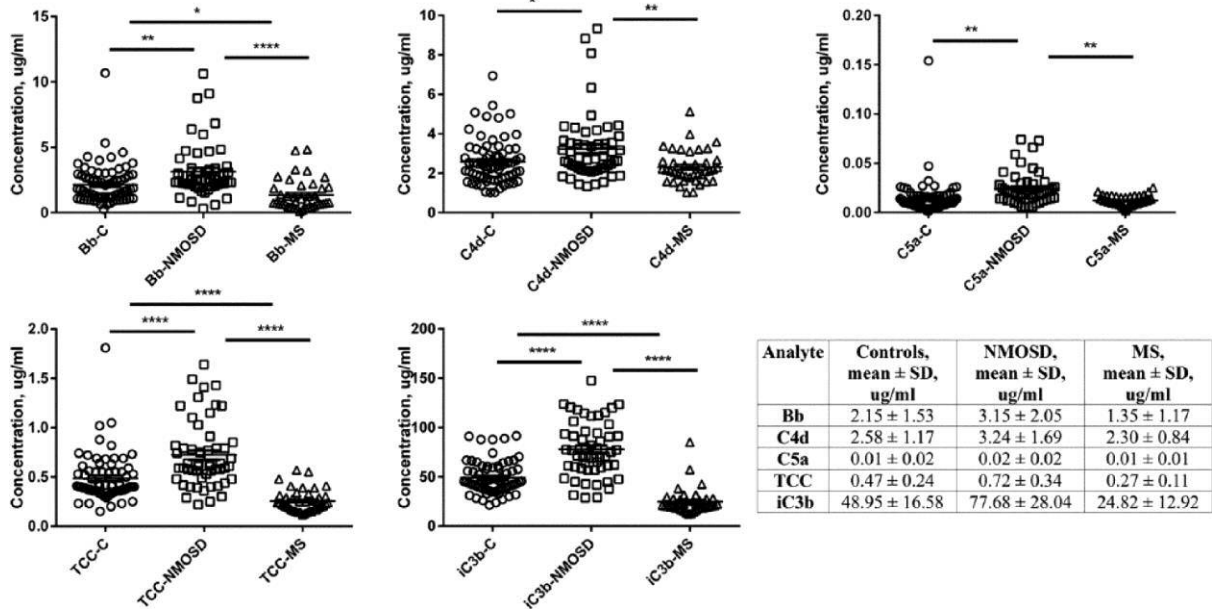 Concentration, ug/ml
15
10
5
0
*
**
****
Bb-C
Bb-NMOSD
Bb-MS
Concentration, ug/ml
10
8
6
4
2
0
*
**
C4d-C
C4d-NMOSD
C4d-MS
Concentration, ug/ml
0.20
0.15
0.10
0.05
0.00
**
**
C5a-C
C5a-NMOSD
C5a-MS
Concentration, ug/ml
2.0
1.5
1.0
0.5
0.0
****
****
****
TCC-C
TCC-NMOSD
TCC-MS
Concentration, ug/ml
200
150
100
50
0
****
****
****
iC3b-C
iC3b-NMOSD
iC3b-MS
Analyte Controls, NMOSD, MS,
mean ± SD, mean ± SD, mean ± SD,
ug/ml ug/ml ug/ml
Bb 2.15 ± 1.53 3.15 ± 2.05 1.35 ± 1.17
C4d 2.58 ± 1.17 3.24 ± 1.69 2.30 ± 0.84
C5a 0.01 ± 0.02 0.02 ± 0.02 0.01 ± 0.01
TCC 0.47 ± 0.24 0.72 ± 0.34 0.27 ± 0.11
iC3b 48.95 ± 16.58 77.68 ± 28.04 24.82 ± 12.92